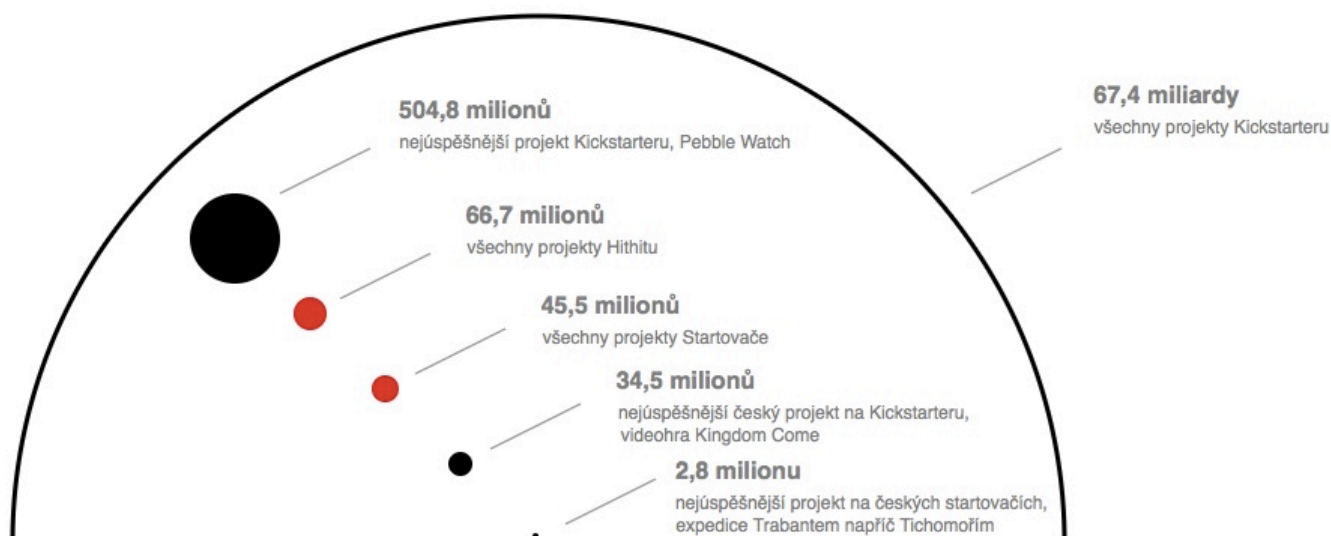 504,8 milionů
nejúspěšnější projekt Kickstarteru, Pebble Watch
67,4 miliardy
všechny projekty Kickstarteru
66,7 milionů
všechny projekty Hithitu
45,5 milionů
všechny projekty Startovače
34,5 milionů
nejúspěšnější český projekt na Kickstarteru,
videohra Kingdom Come
2,8 milionu
nejúspěšnější projekt na českých startovačích,
expedice Trabantem napříč Tichomořím